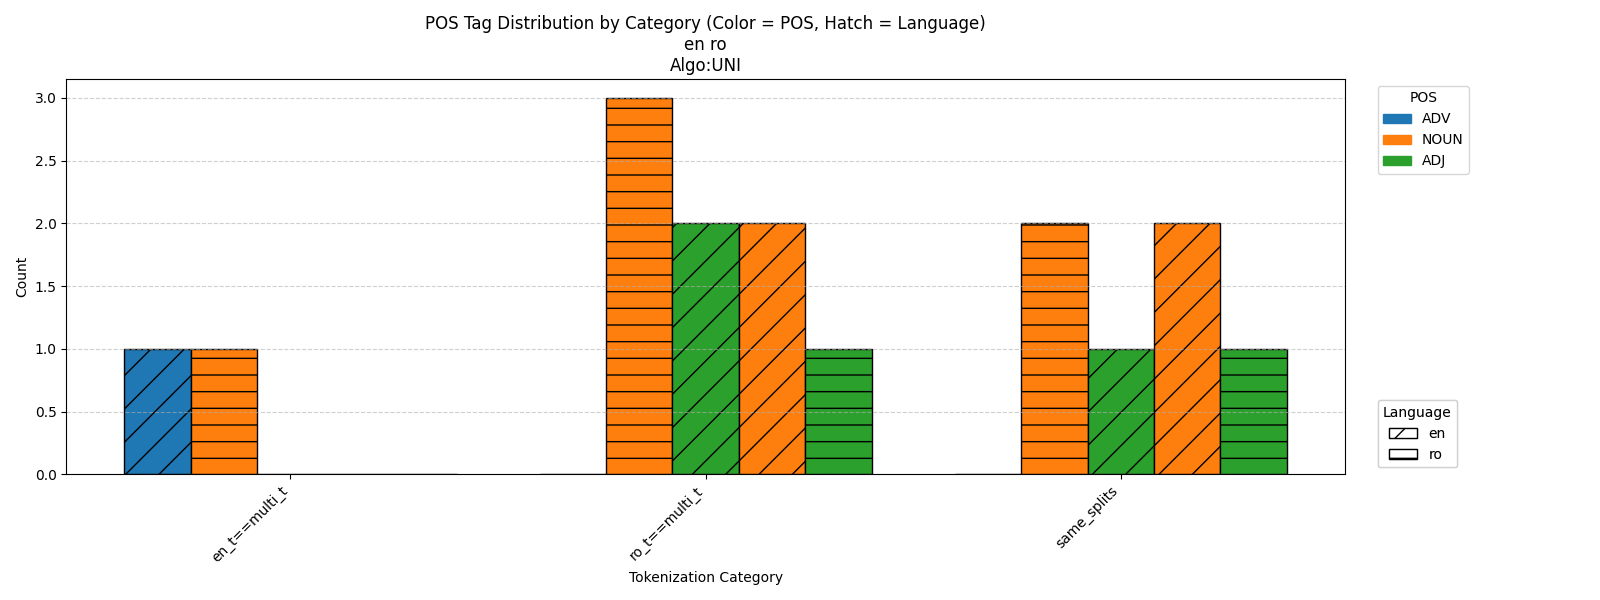 POS Tag Distribution by Category (Color = POS, Hatch = Language)
en ro
Algo:UNI
Count
3.0
2.5
2.0
1.5
1.0
0.5
0.0
en_t==multi_t
ro_t==multi_t
same_splits
Tokenization Category
POS
ADV
NOUN
ADJ
Language
en
ro